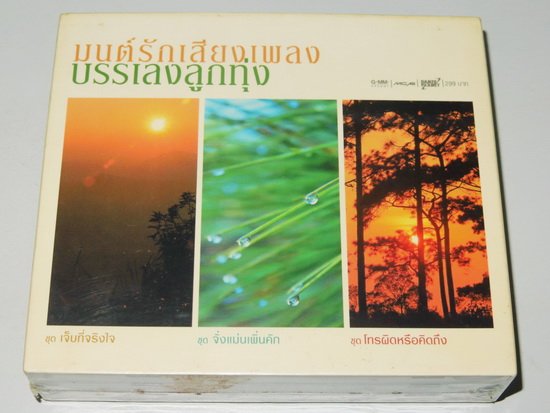 มนต์รักเสียงเพลง
บรรเลงลูกทุ่ง
G-MM
299 บาท
ชุด เจ็บที่จริงใจ
ชุด จั่งแม่นเพิ่นคัก
ชุด โทรผิดหรือคิดถึง